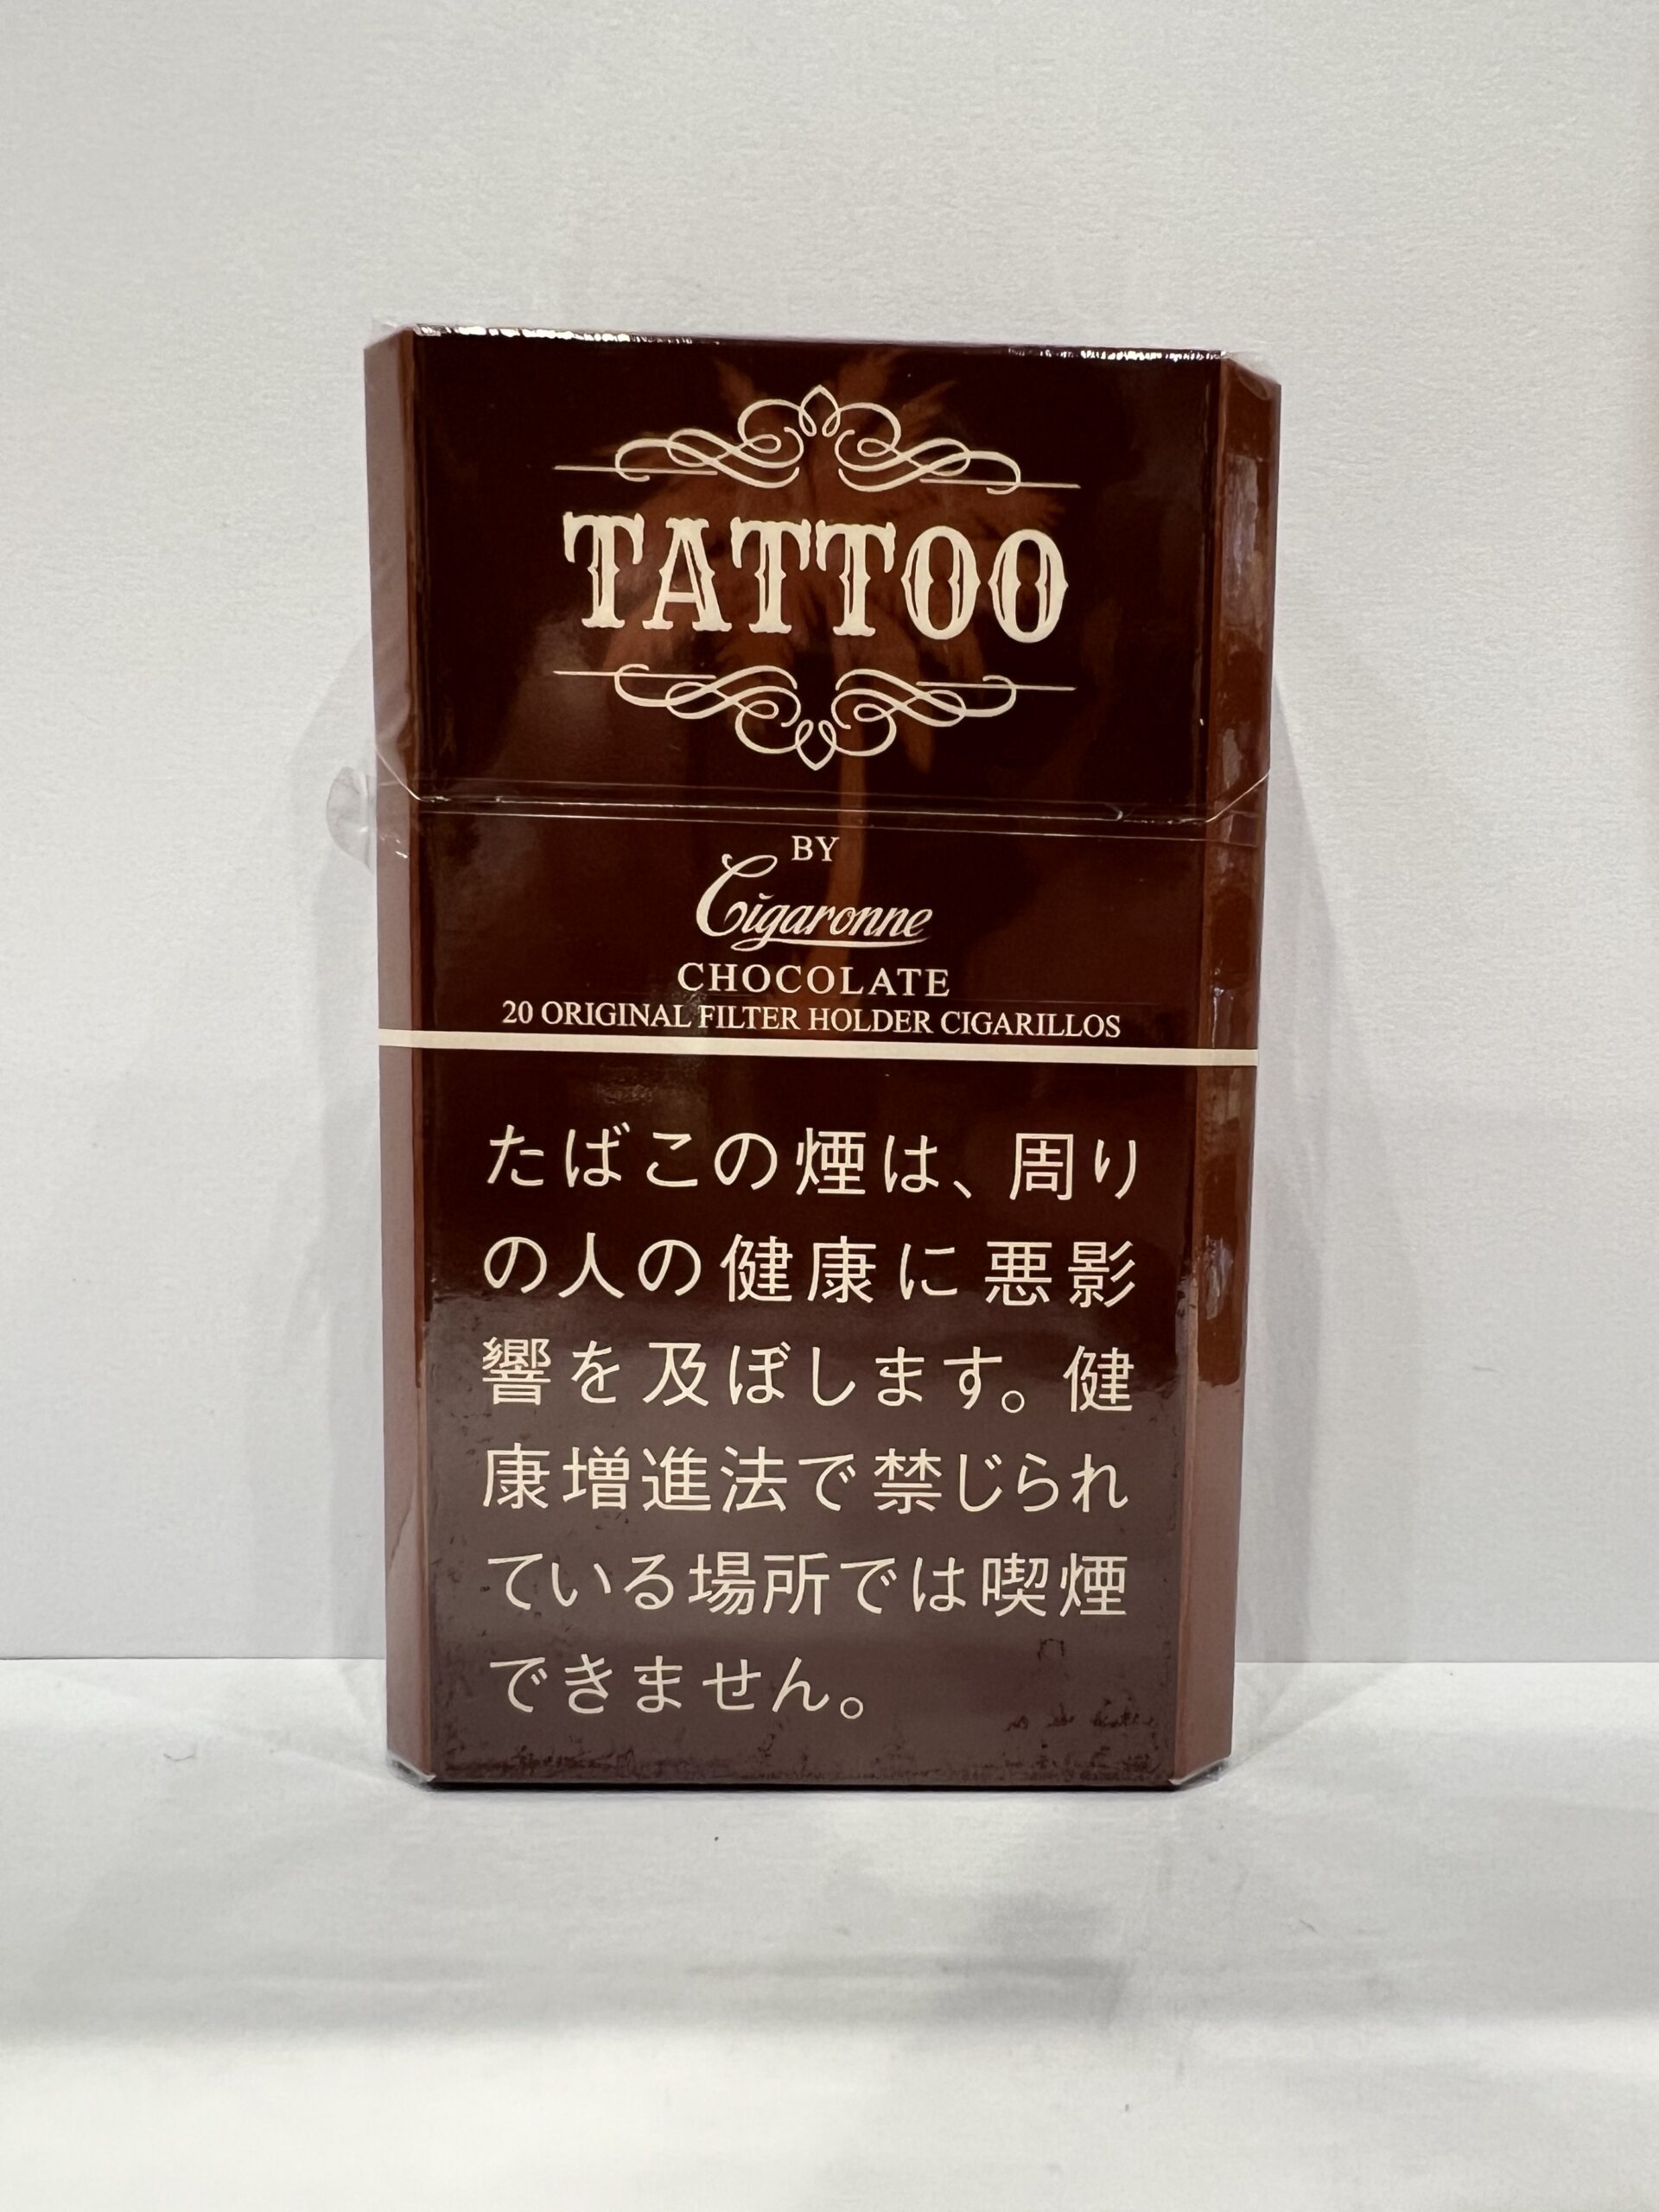 TATTOO
BY
Cigaronne
CHOCOLATE
20 ORIGINAL FILTER HOLDER CIGARILLOS
たばこの煙は、周り
の人の健康に悪影
響を及ぼします。健
康増進法で禁じられ
ている場所では喫煙
できません。